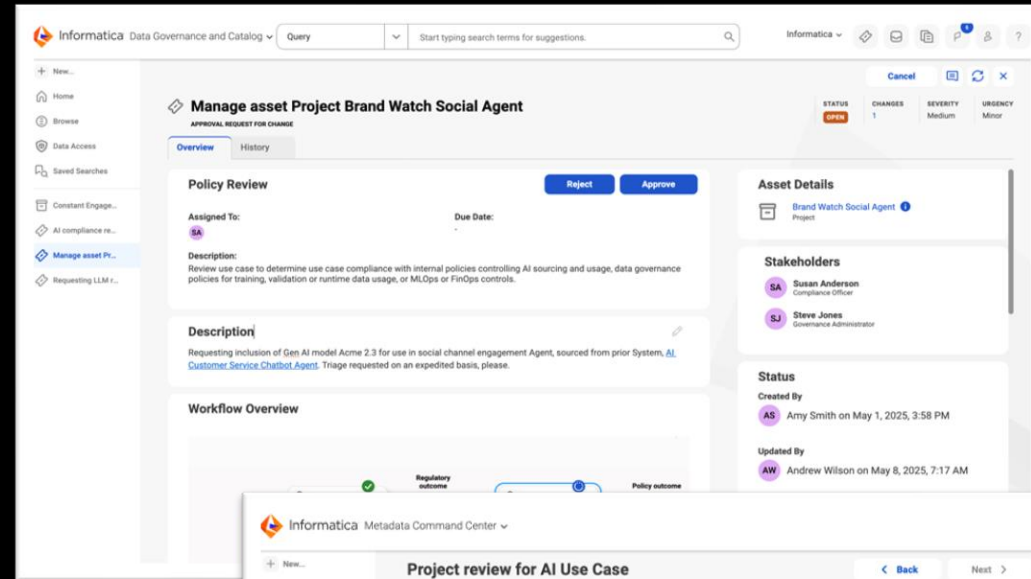 Informatica Data Governance and Catalog Query Start typing search terms for suggestions. Informatica ?
New...
Home
Browse
Data Access
Saved Searches
Constant Engage...
AI compliance re...
Manage asset Pr...
Requesting LLM r...
Cancel
Manage asset Project Brand Watch Social Agent
APPROVAL REQUEST FOR CHANGE
STATUS CHANGES SEVERITY URGENCY
OPEN 1 Medium Minor
Overview History
Policy Review Reject Approve
Assigned To: Due Date:
SA -
Description:
Review use case to determine use case compliance with internal policies controlling AI sourcing and usage, data governance
policies for training, validation or runtime data usage, or MLOps or FinOps controls.
Description
Requesting inclusion of Gen AI model Acme 2.3 for use in social channel engagement Agent, sourced from prior System, AI
Customer Service Chatbot Agent. Triage requested on an expedited basis, please.
Workflow Overview
Regulatory
outcome
Policy outcome
Asset Details
Brand Watch Social Agent
Project
Stakeholders
SA Susan Anderson
Compliance Officer
SJ Steve Jones
Governance Administrator
Status
Created By
AS Amy Smith on May 1, 2025, 3:58 PM
Updated By
AW Andrew Wilson on May 8, 2025, 7:17 AM
Informatica Metadata Command Center
New...
Project review for AI Use Case Back Next